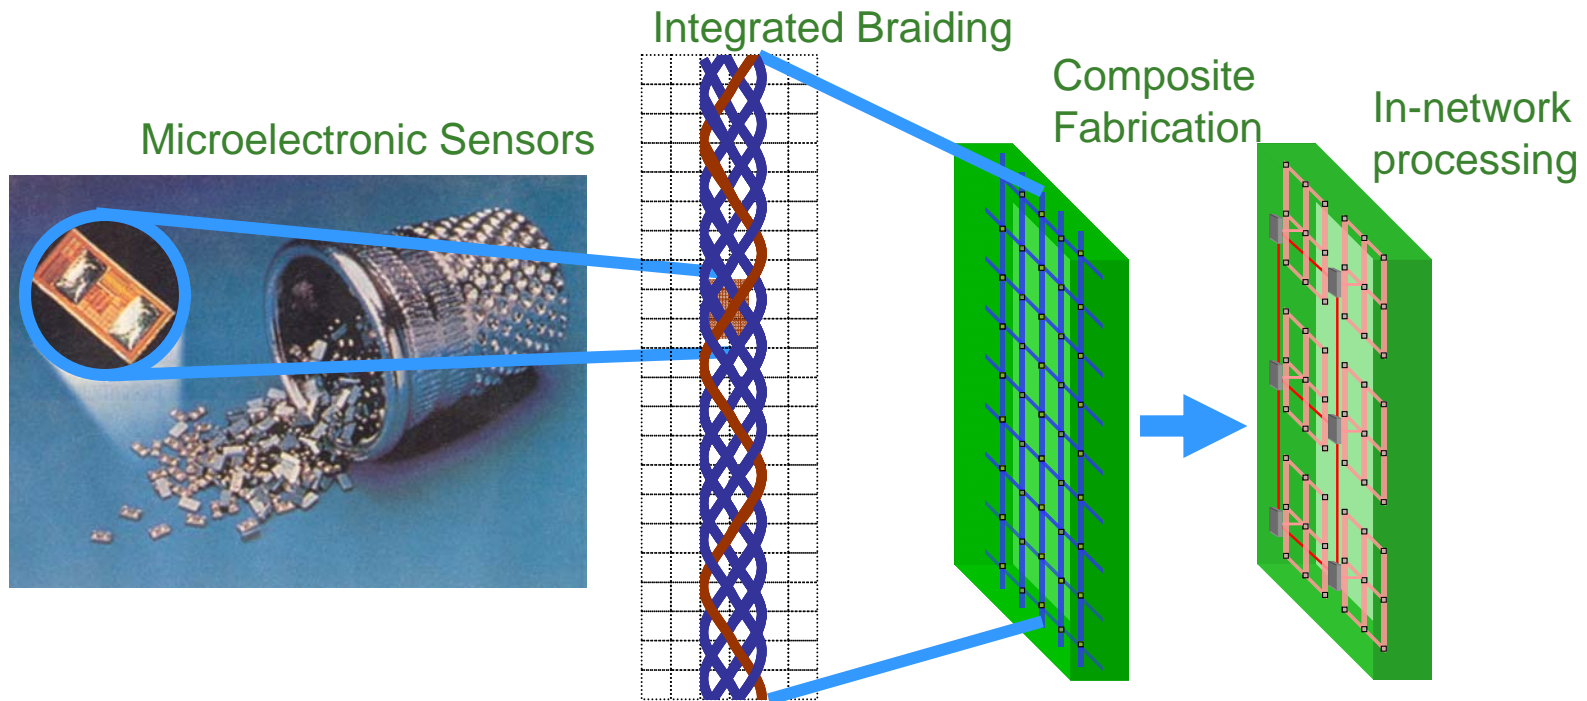 Integrated Braiding
Composite
Fabrication
In-network
processing
Microelectronic Sensors